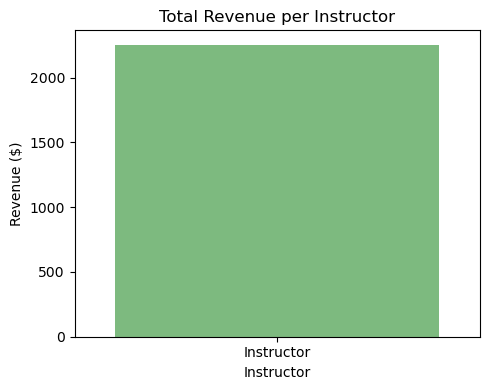 Total Revenue per Instructor
Revenue ($)
2000
1500
1000
500
0
Instructor
Instructor